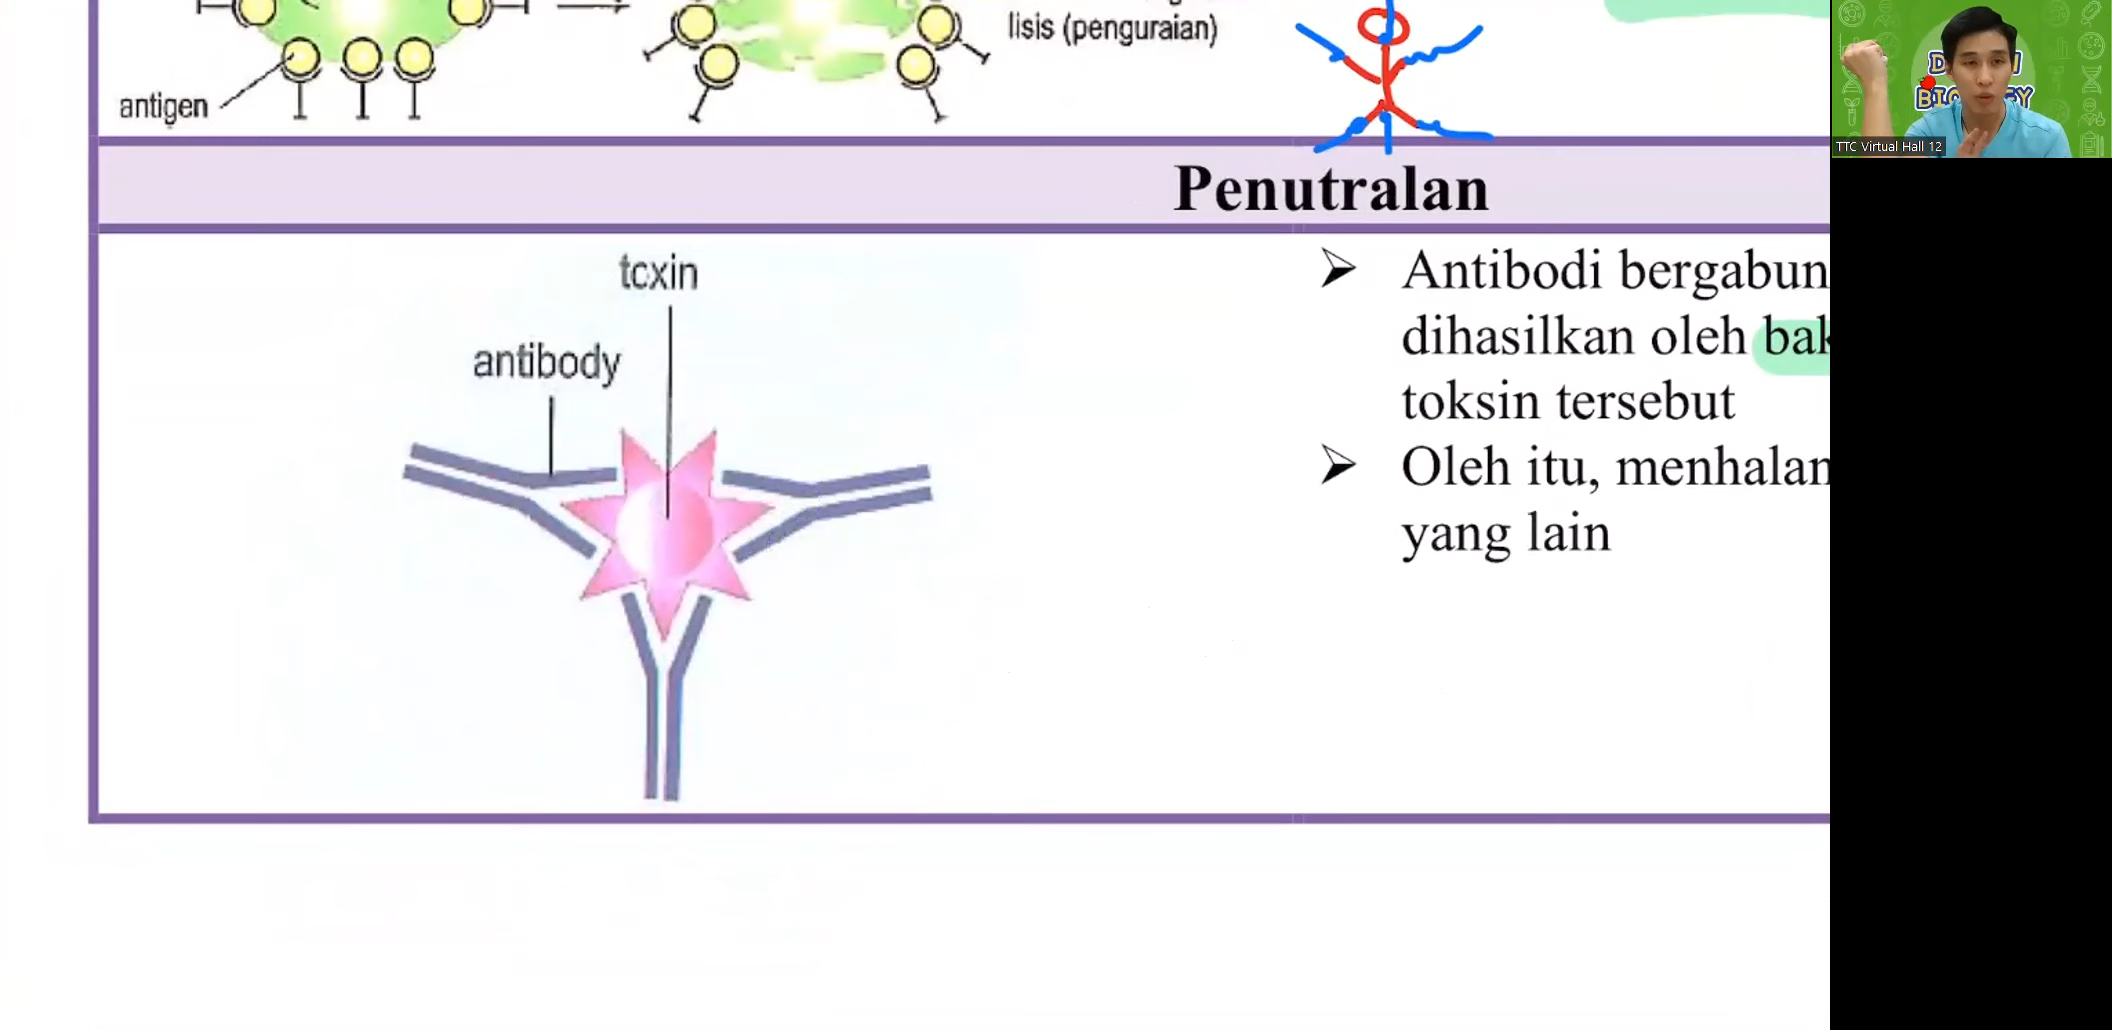 lisis (penguraian)
antigen
TTC Virtual Hall 12
Penutralan
toxin
antibody
Antibodi bergabun
dihasilkan oleh bak
toksin tersebut
Oleh itu, menhalan
yang lain